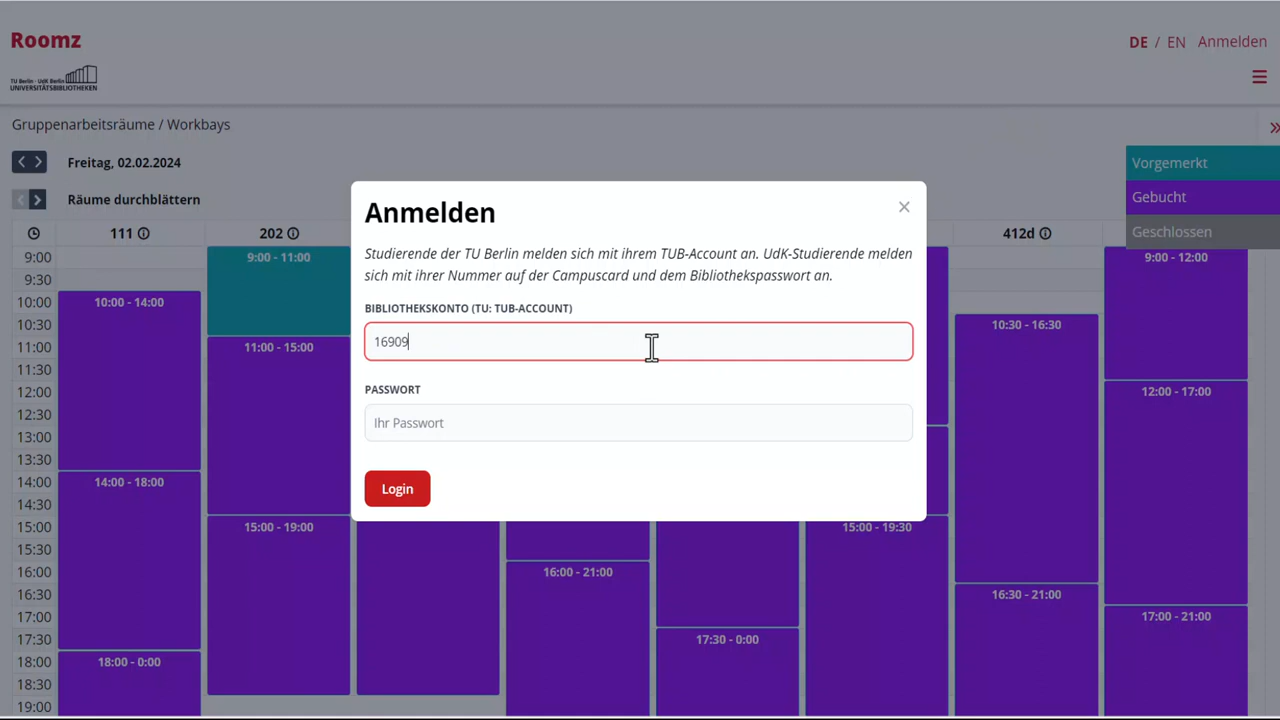 Roomz
DE / EN Anmelden
TU Berlin · UdK Berlin
UNIVERSITÄTSBIBLIOTHEKEN
Gruppenarbeitsräume / Workbays
Freitag, 02.02.2024
Räume durchblättern
Vorgemerkt
Gebucht
Geschlossen
111
202
412d
9:00
9:30
10:00
10:30
11:00
11:30
12:00
12:30
13:00
13:30
14:00
14:30
15:00
15:30
16:00
16:30
17:00
17:30
18:00
18:30
19:00
10:00 - 14:00
14:00 - 18:00
18:00 - 0:00
9:00 - 11:00
11:00 - 15:00
15:00 - 19:00
16:00 - 21:00
17:30 - 0:00
15:00 - 19:30
10:30 - 16:30
16:30 - 21:00
9:00 - 12:00
12:00 - 17:00
17:00 - 21:00
Anmelden
Studierende der TU Berlin melden sich mit ihrem TUB-Account an. UdK-Studierende melden
sich mit ihrer Nummer auf der Campuscard und dem Bibliothekspasswort an.
BIBLIOTHEKSKONTO (TU: TUB-ACCOUNT)
16909
PASSWORT
Ihr Passwort
Login